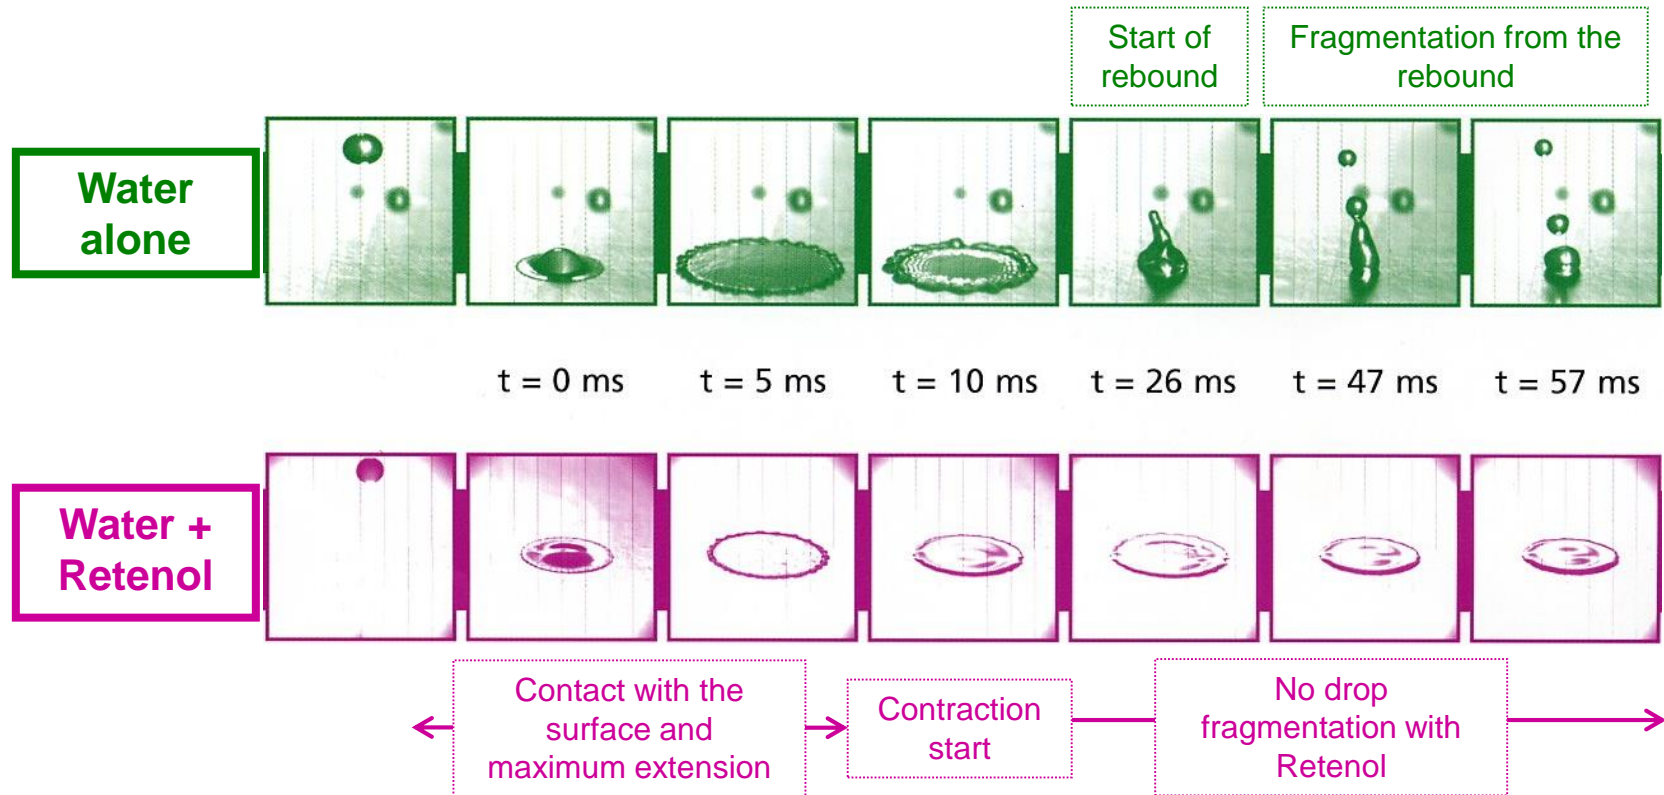 Start of
rebound
Fragmentation from the
rebound
Water
alone
t = 0 ms
t = 5 ms
t = 10 ms
t = 26 ms
t = 47 ms
t = 57 ms
Water +
Retenol
Contact with the
surface and
maximum extension
Contraction
start
No drop
fragmentation with
Retenol